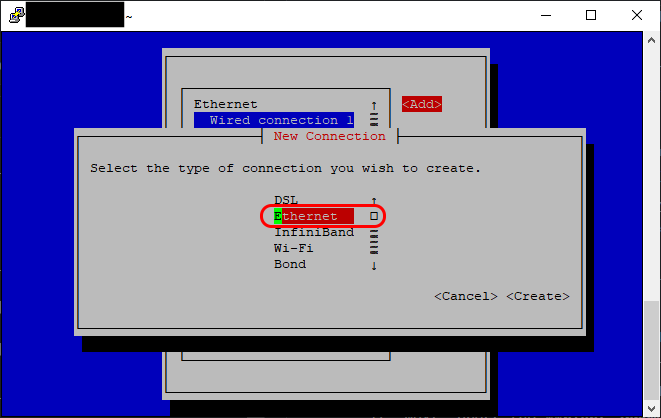 ~
Ethernet ↑ <Add>
Wired connection 1
New Connection
Select the type of connection you wish to create.
DSL ↑
Ethernet
InfiniBand
Wi-Fi
Bond ↓
<Cancel> <Create>